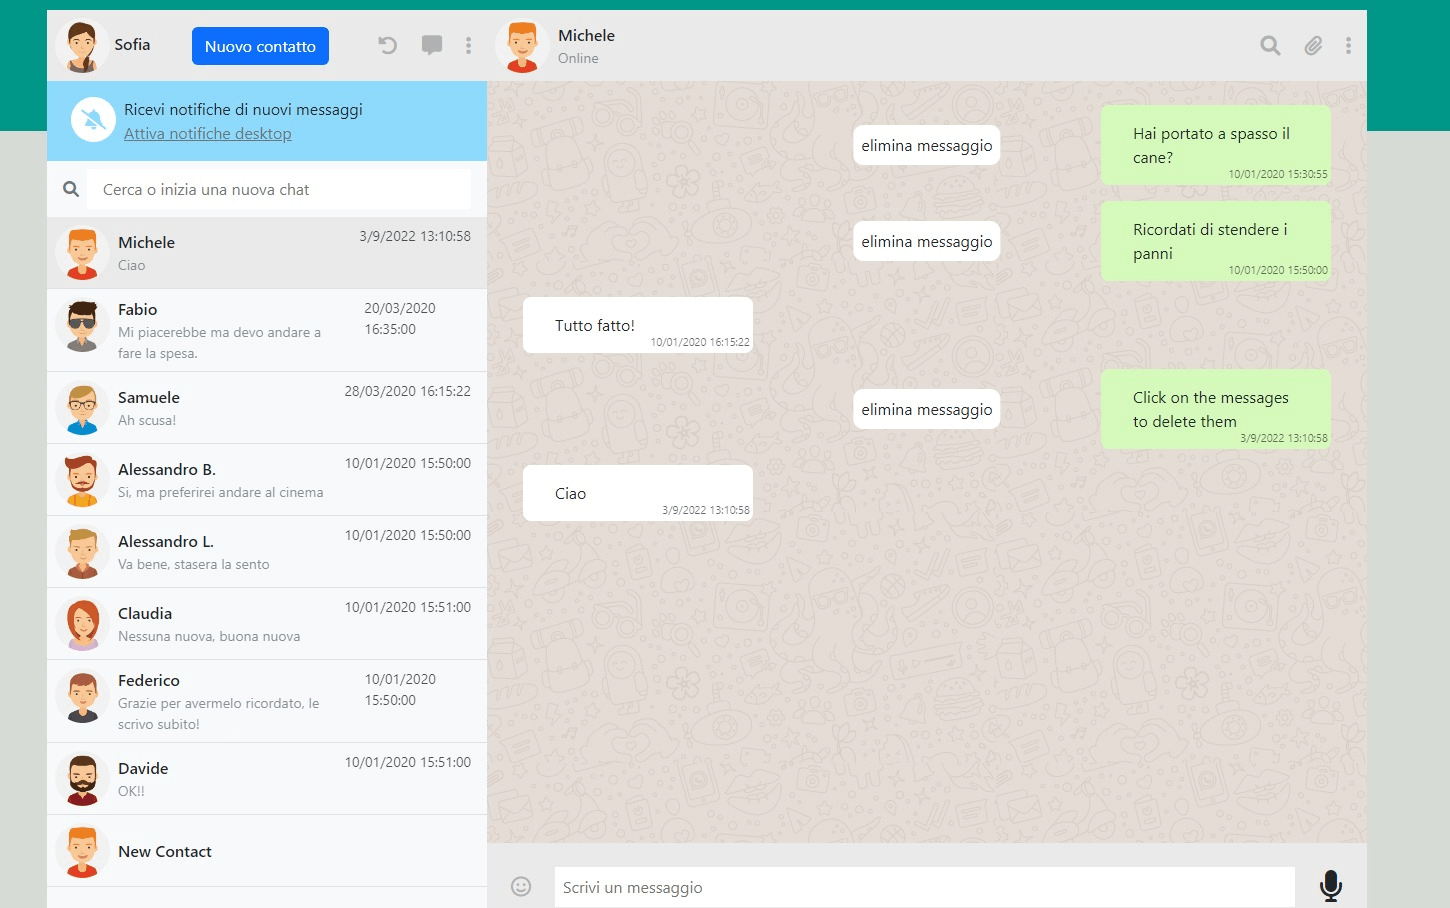 Sofia
Nuovo contatto
Ricevi notifiche di nuovi messaggi
Attiva notifiche desktop
Cerca o inizia una nuova chat
Michele
3/9/2022 13:10:58
Ciao
Fabio
20/03/2020
16:35:00
Mi piacerebbe ma devo andare a
fare la spesa.
Samuele
28/03/2020 16:15:22
Ah scusa!
Alessandro B.
10/01/2020 15:50:00
Si, ma preferirei andare al cinema
Alessandro L.
10/01/2020 15:50:00
Va bene, stasera la sento
Claudia
10/01/2020 15:51:00
Nessuna nuova, buona nuova
Federico
10/01/2020
15:50:00
Grazie per avermelo ricordato, le
scrivo subito!
Davide
10/01/2020 15:51:00
OK!!
New Contact
Michele
Online
elimina messaggio
Hai portato a spasso il
cane?
10/01/2020 15:30:55
elimina messaggio
Ricordati di stendere i
panni
10/01/2020 15:50:00
Tutto fatto!
10/01/2020 16:15:22
elimina messaggio
Click on the messages
to delete them
3/9/2022 13:10:58
Ciao
3/9/2022 13:10:58
Scrivi un messaggio